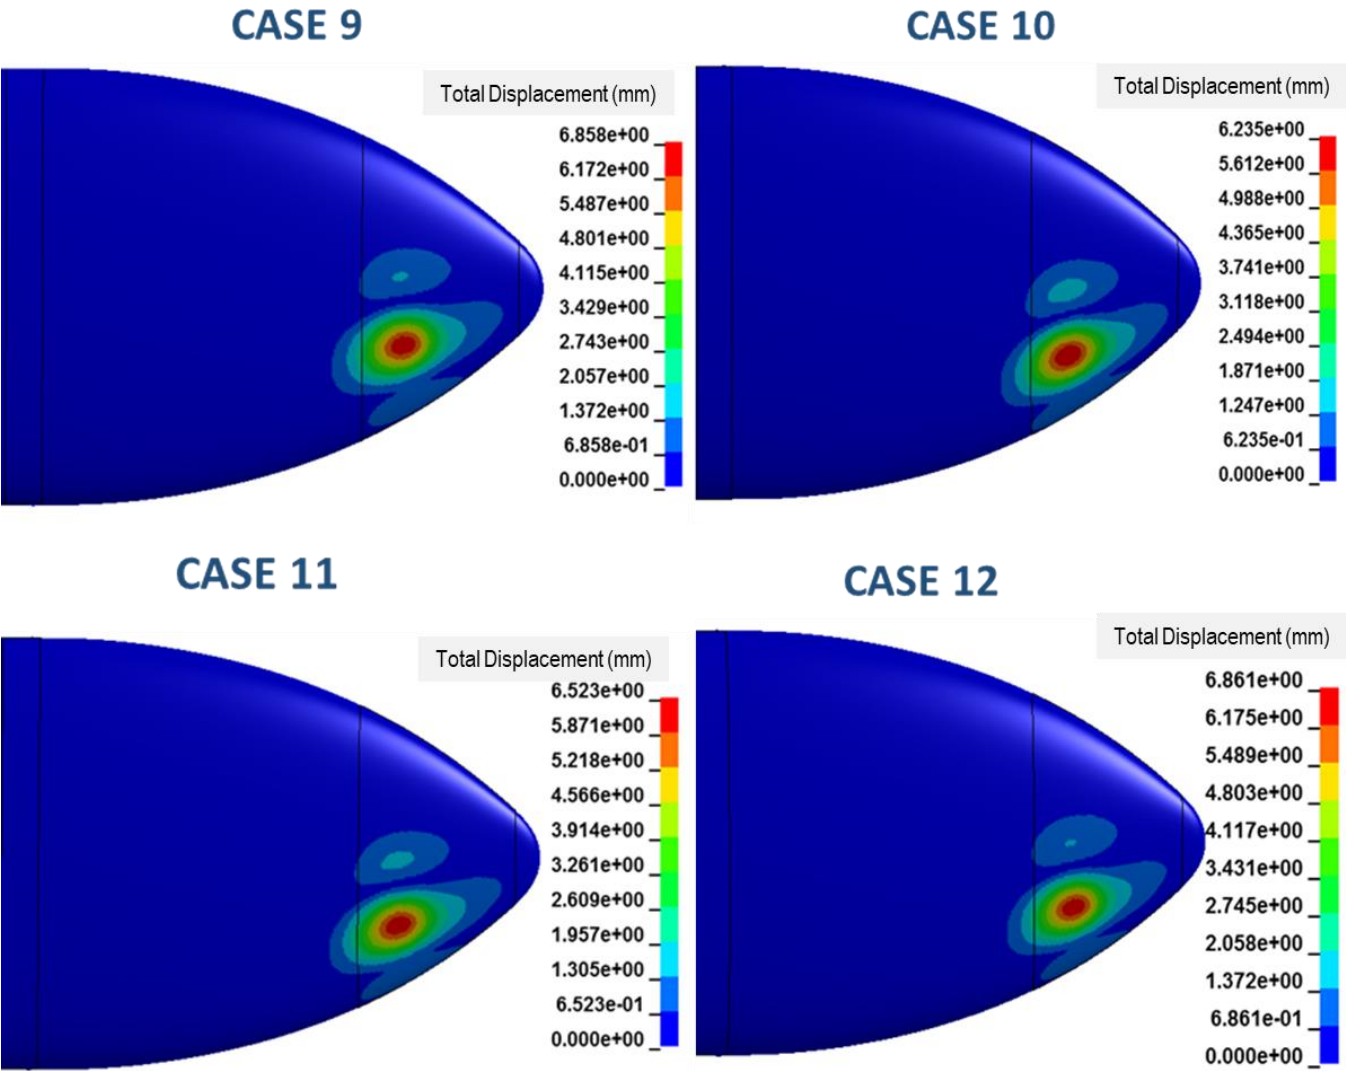 CASE 9
Total Displacement (mm)
6.858e+00
6.172e+00
5.487e+00
4.801e+00
4.115e+00
3.429e+00
2.743e+00
2.057e+00
1.372e+00
6.858e-01
0.000e+00
CASE 10
Total Displacement (mm)
6.235e+00
5.612e+00
4.988e+00
4.365e+00
3.741e+00
3.118e+00
2.494e+00
1.871e+00
1.247e+00
6.235e-01
0.000e+00
CASE 11
Total Displacement (mm)
6.523e+00
5.871e+00
5.218e+00
4.566e+00
3.914e+00
3.261e+00
2.609e+00
1.957e+00
1.305e+00
6.523e-01
0.000e+00
CASE 12
Total Displacement (mm)
6.861e+00
6.175e+00
5.489e+00
4.803e+00
4.117e+00
3.431e+00
2.745e+00
2.058e+00
1.372e+00
6.861e-01
0.000e+00